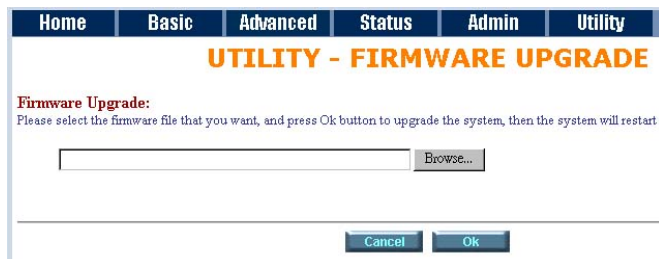 Home Basic Advanced Status Admin Utility
UTILITY - FIRMWARE UPGRADE
Firmware Upgrade:
Please select the firmware file that you want, and press Ok button to upgrade the system, then the system will restart
Browse...
Cancel Ok